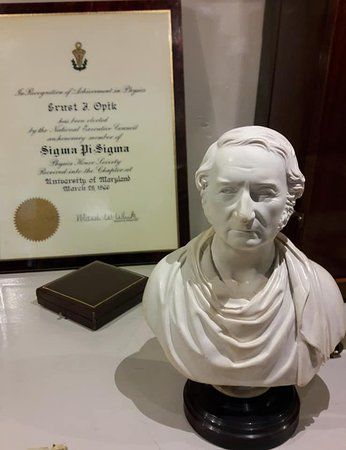 In Recognition of Achievement in Physics
Ernst J. Opik
has been elected
by the National Executive Council
an honorary member of
Sigma Pi Sigma
Physics Honor Society
Received into the Chapter at
University of Maryland
March 29, 1966